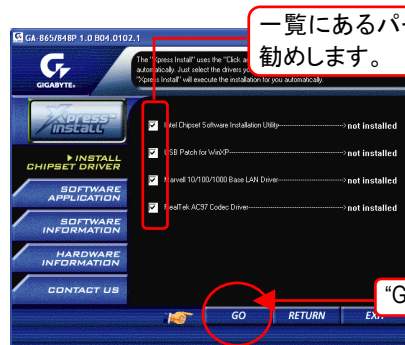 GA-865/848P 1.0 B04.0102.1
一覧にあるパ
勧めします。
The "Xpress Install" uses the "Click a
automatically. Just select the drivers yo
"Xpress Install" will execute the installation for you automatically.
GIGABYTE
Xpress™
INSTALL
Intel Chipset Software Installation Utility not installed
USB Patch for WinXP not installed
Marvell 10/100/1000 Base LAN Driver not installed
RealTek AC97 Codec Driver not installed
INSTALL
CHIPSET DRIVER
SOFTWARE
APPLICATION
SOFTWARE
INFORMATION
HARDWARE
INFORMATION
CONTACT US
"G
GO RETURN EXIT